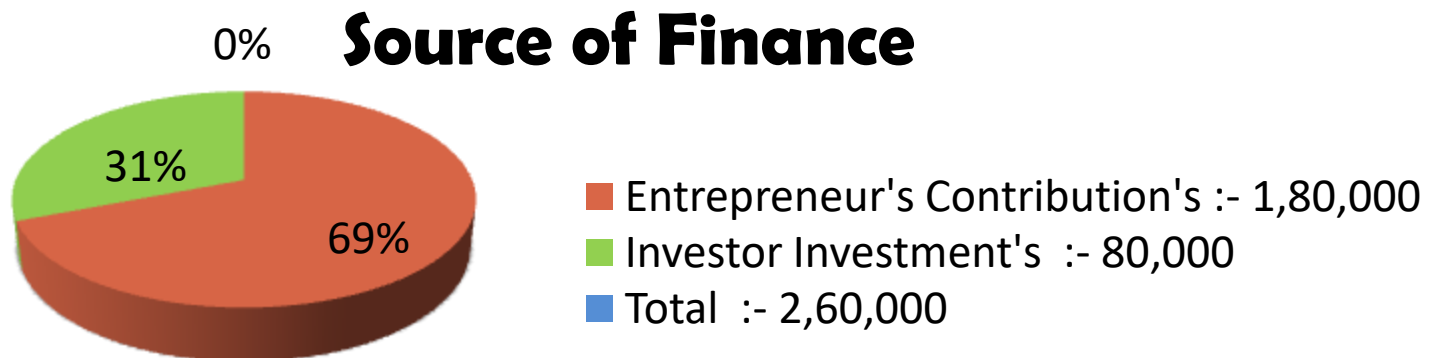 Source of Finance
0%
31%
69%
Entrepreneur's Contribution's :- 1,80,000
Investor Investment's :- 80,000
Total :- 2,60,000